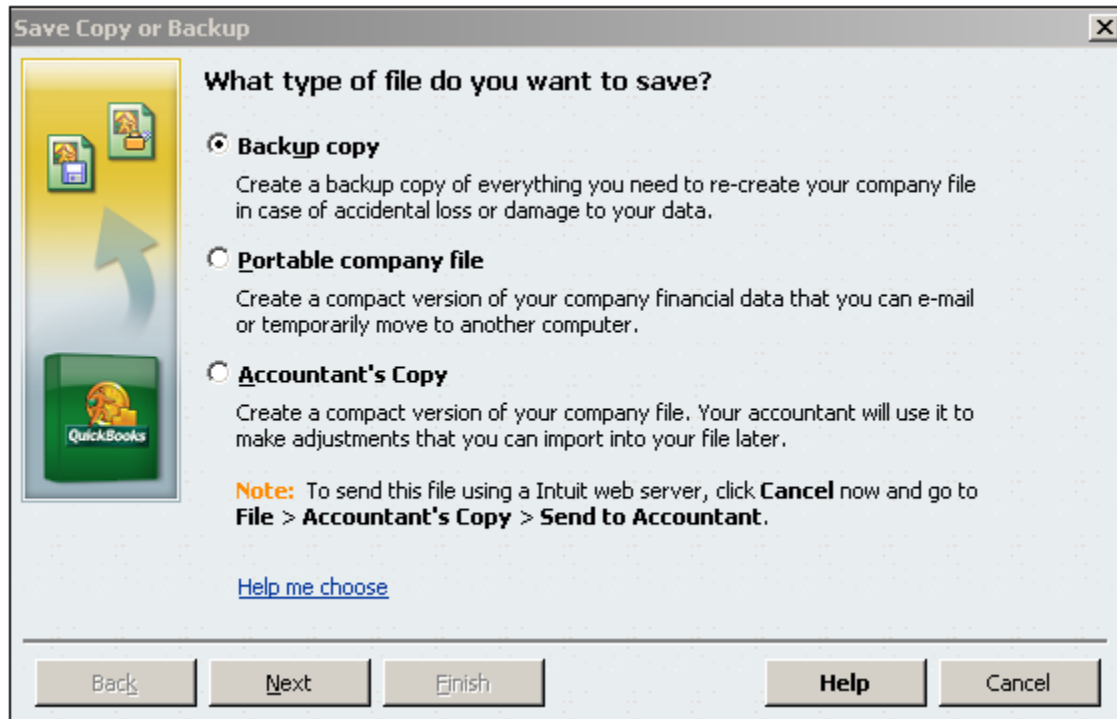 Save Copy or Backup
What type of file do you want to save?
Backup copy
Create a backup copy of everything you need to re-create your company file
in case of accidental loss or damage to your data.
Portable company file
Create a compact version of your company financial data that you can e-mail
or temporarily move to another computer.
Accountant's Copy
Create a compact version of your company file. Your accountant will use it to
make adjustments that you can import into your file later.
QuickBooks
Note: To send this file using a Intuit web server, click Cancel now and go to
File > Accountant's Copy > Send to Accountant.
Help me choose
Back
Next
Finish
Help
Cancel